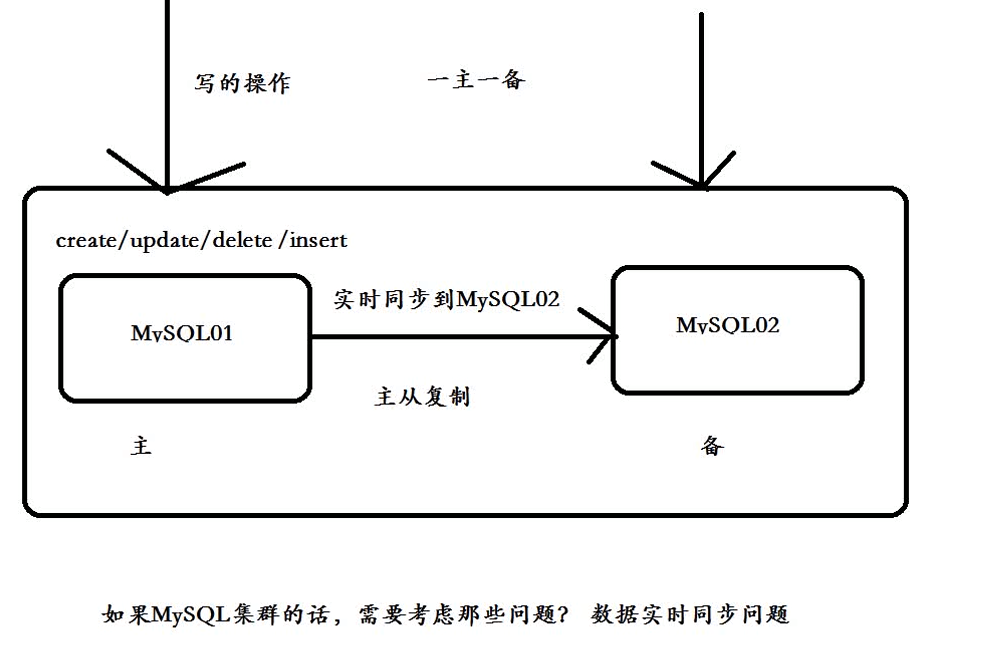 写的操作
一主一备
create/update/delete /insert
实时同步到MySQL02
MySQL01
MySQL02
主从复制
主
备
如果MySQL集群的话，需要考虑那些问题？ 数据实时同步问题